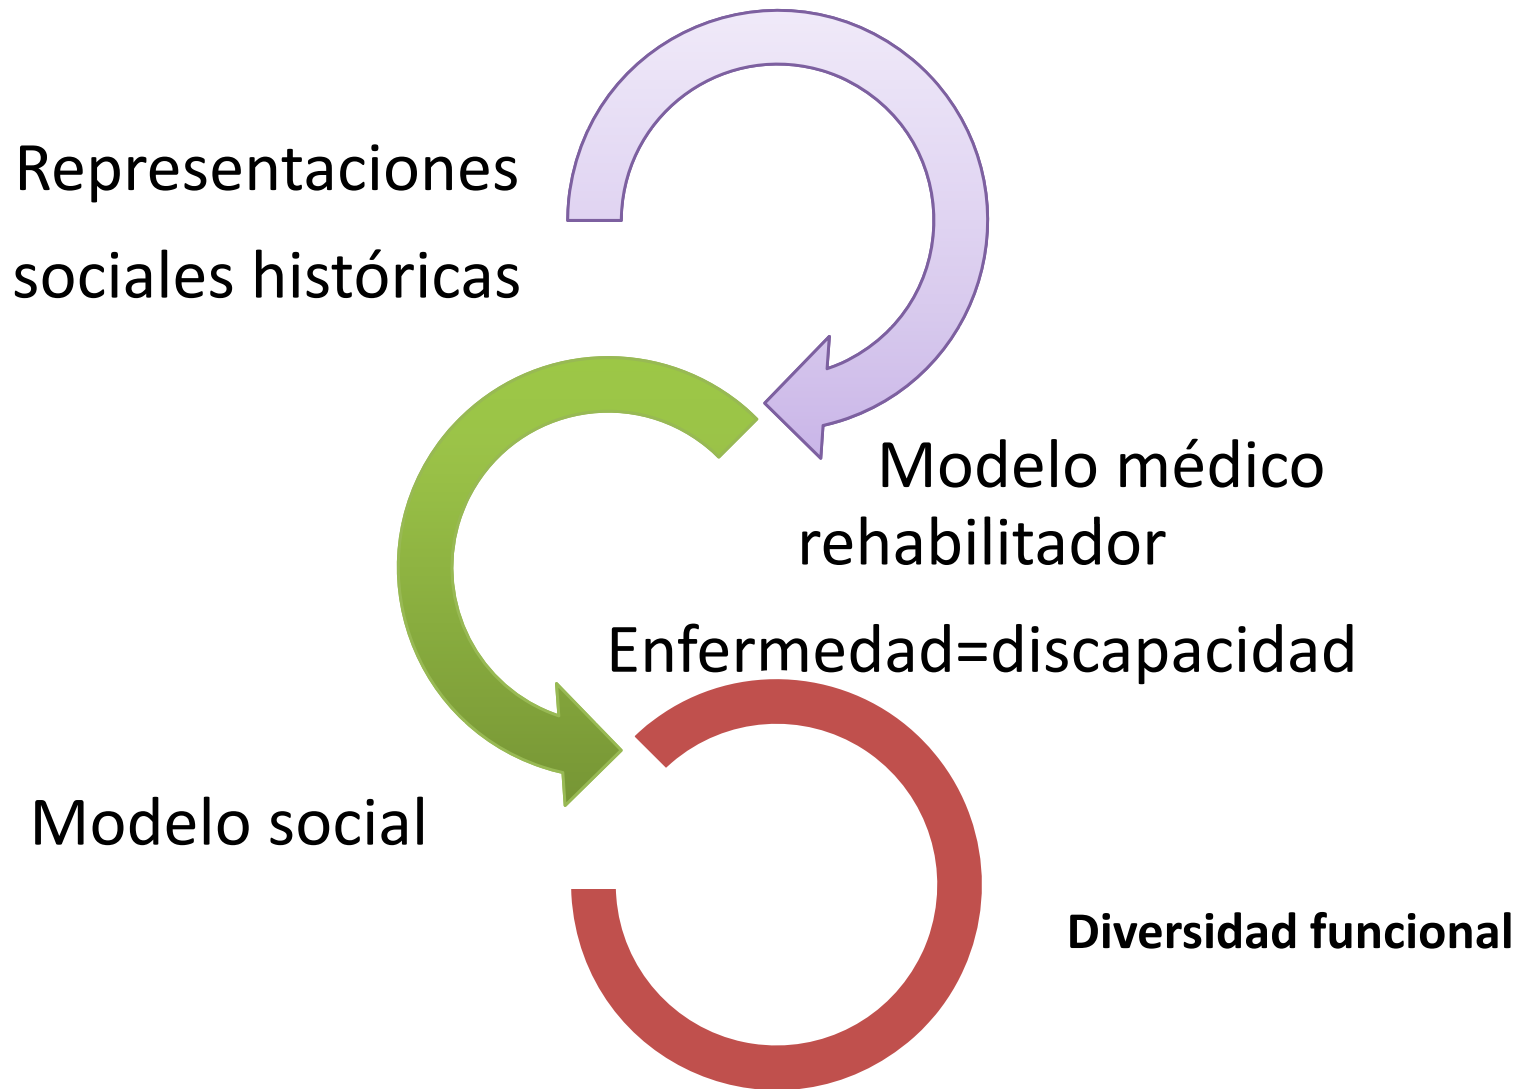 Representaciones
sociales históricas
Modelo médico
rehabilitador
Enfermedad=discapacidad
Modelo social
Diversidad funcional